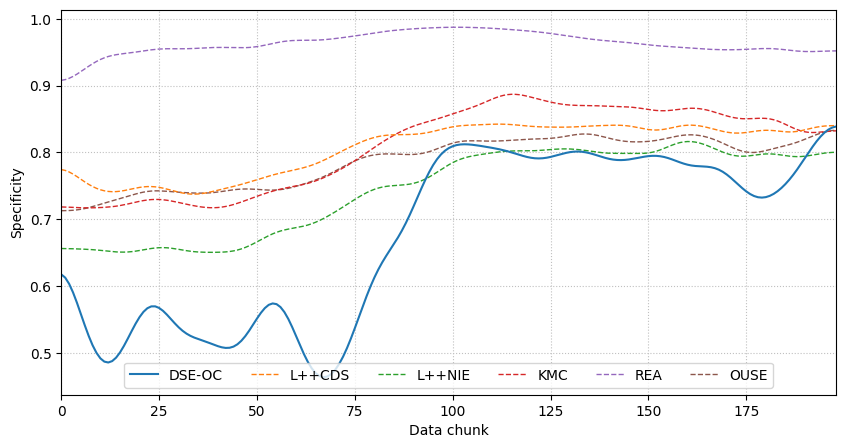 1.0
0.9
0.8
0.7
0.6
0.5
Specificity
DSE-OC L++CDS L++NIE KMC REA OUSE
0 25 50 75 100 125 150 175
Data chunk